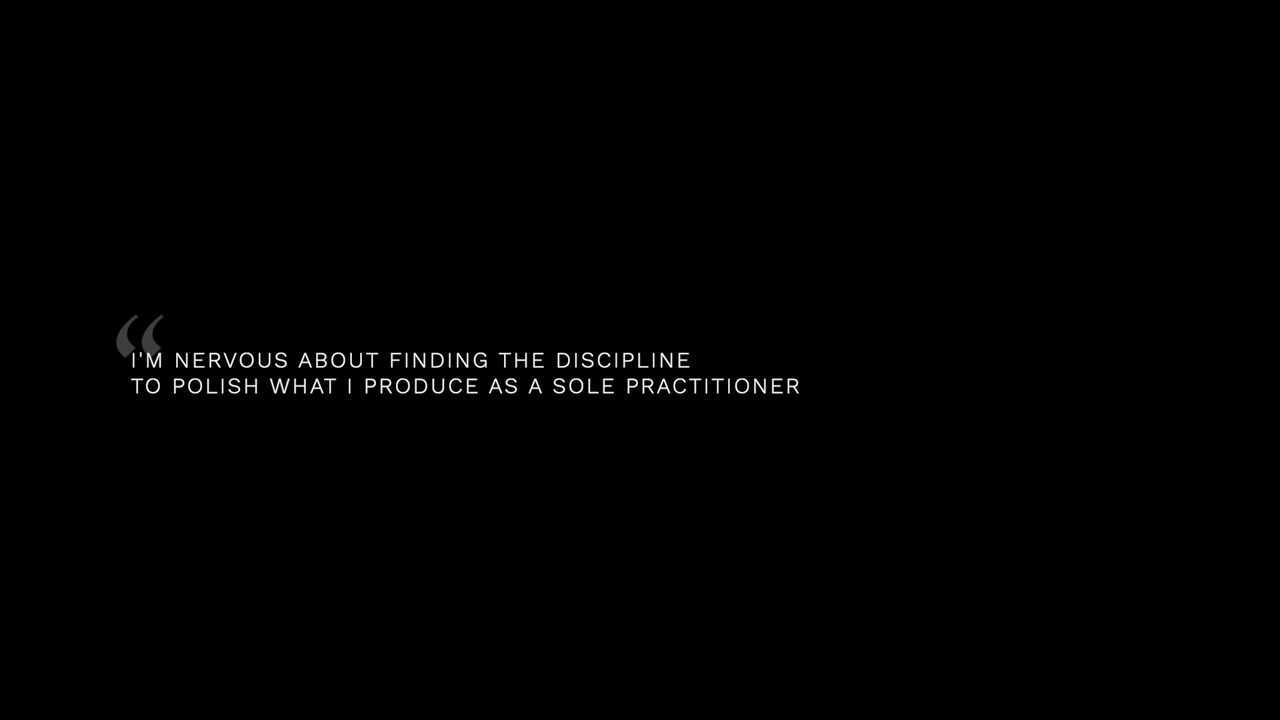 “
I'M NERVOUS ABOUT FINDING THE DISCIPLINE
TO POLISH WHAT I PRODUCE AS A SOLE PRACTITIONER